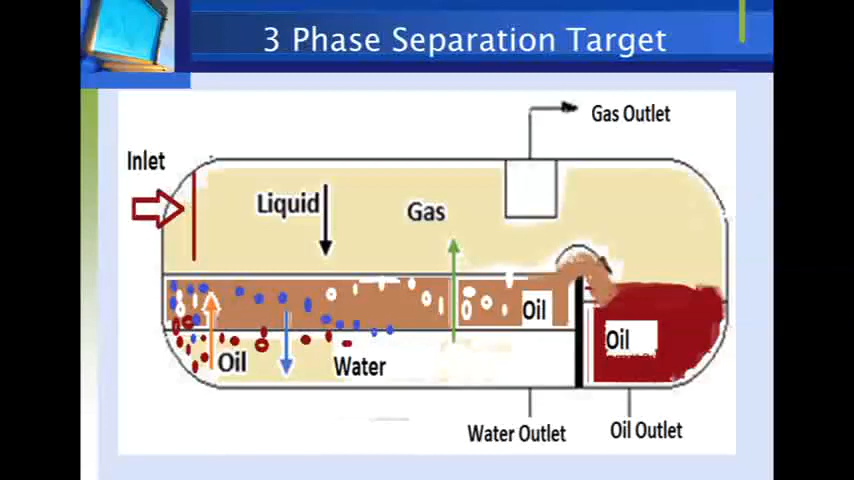 3 Phase Separation Target
Gas Outlet
Inlet
Liquid
Gas
Oil
Oil
Oil
Water
Water Outlet
Oil Outlet